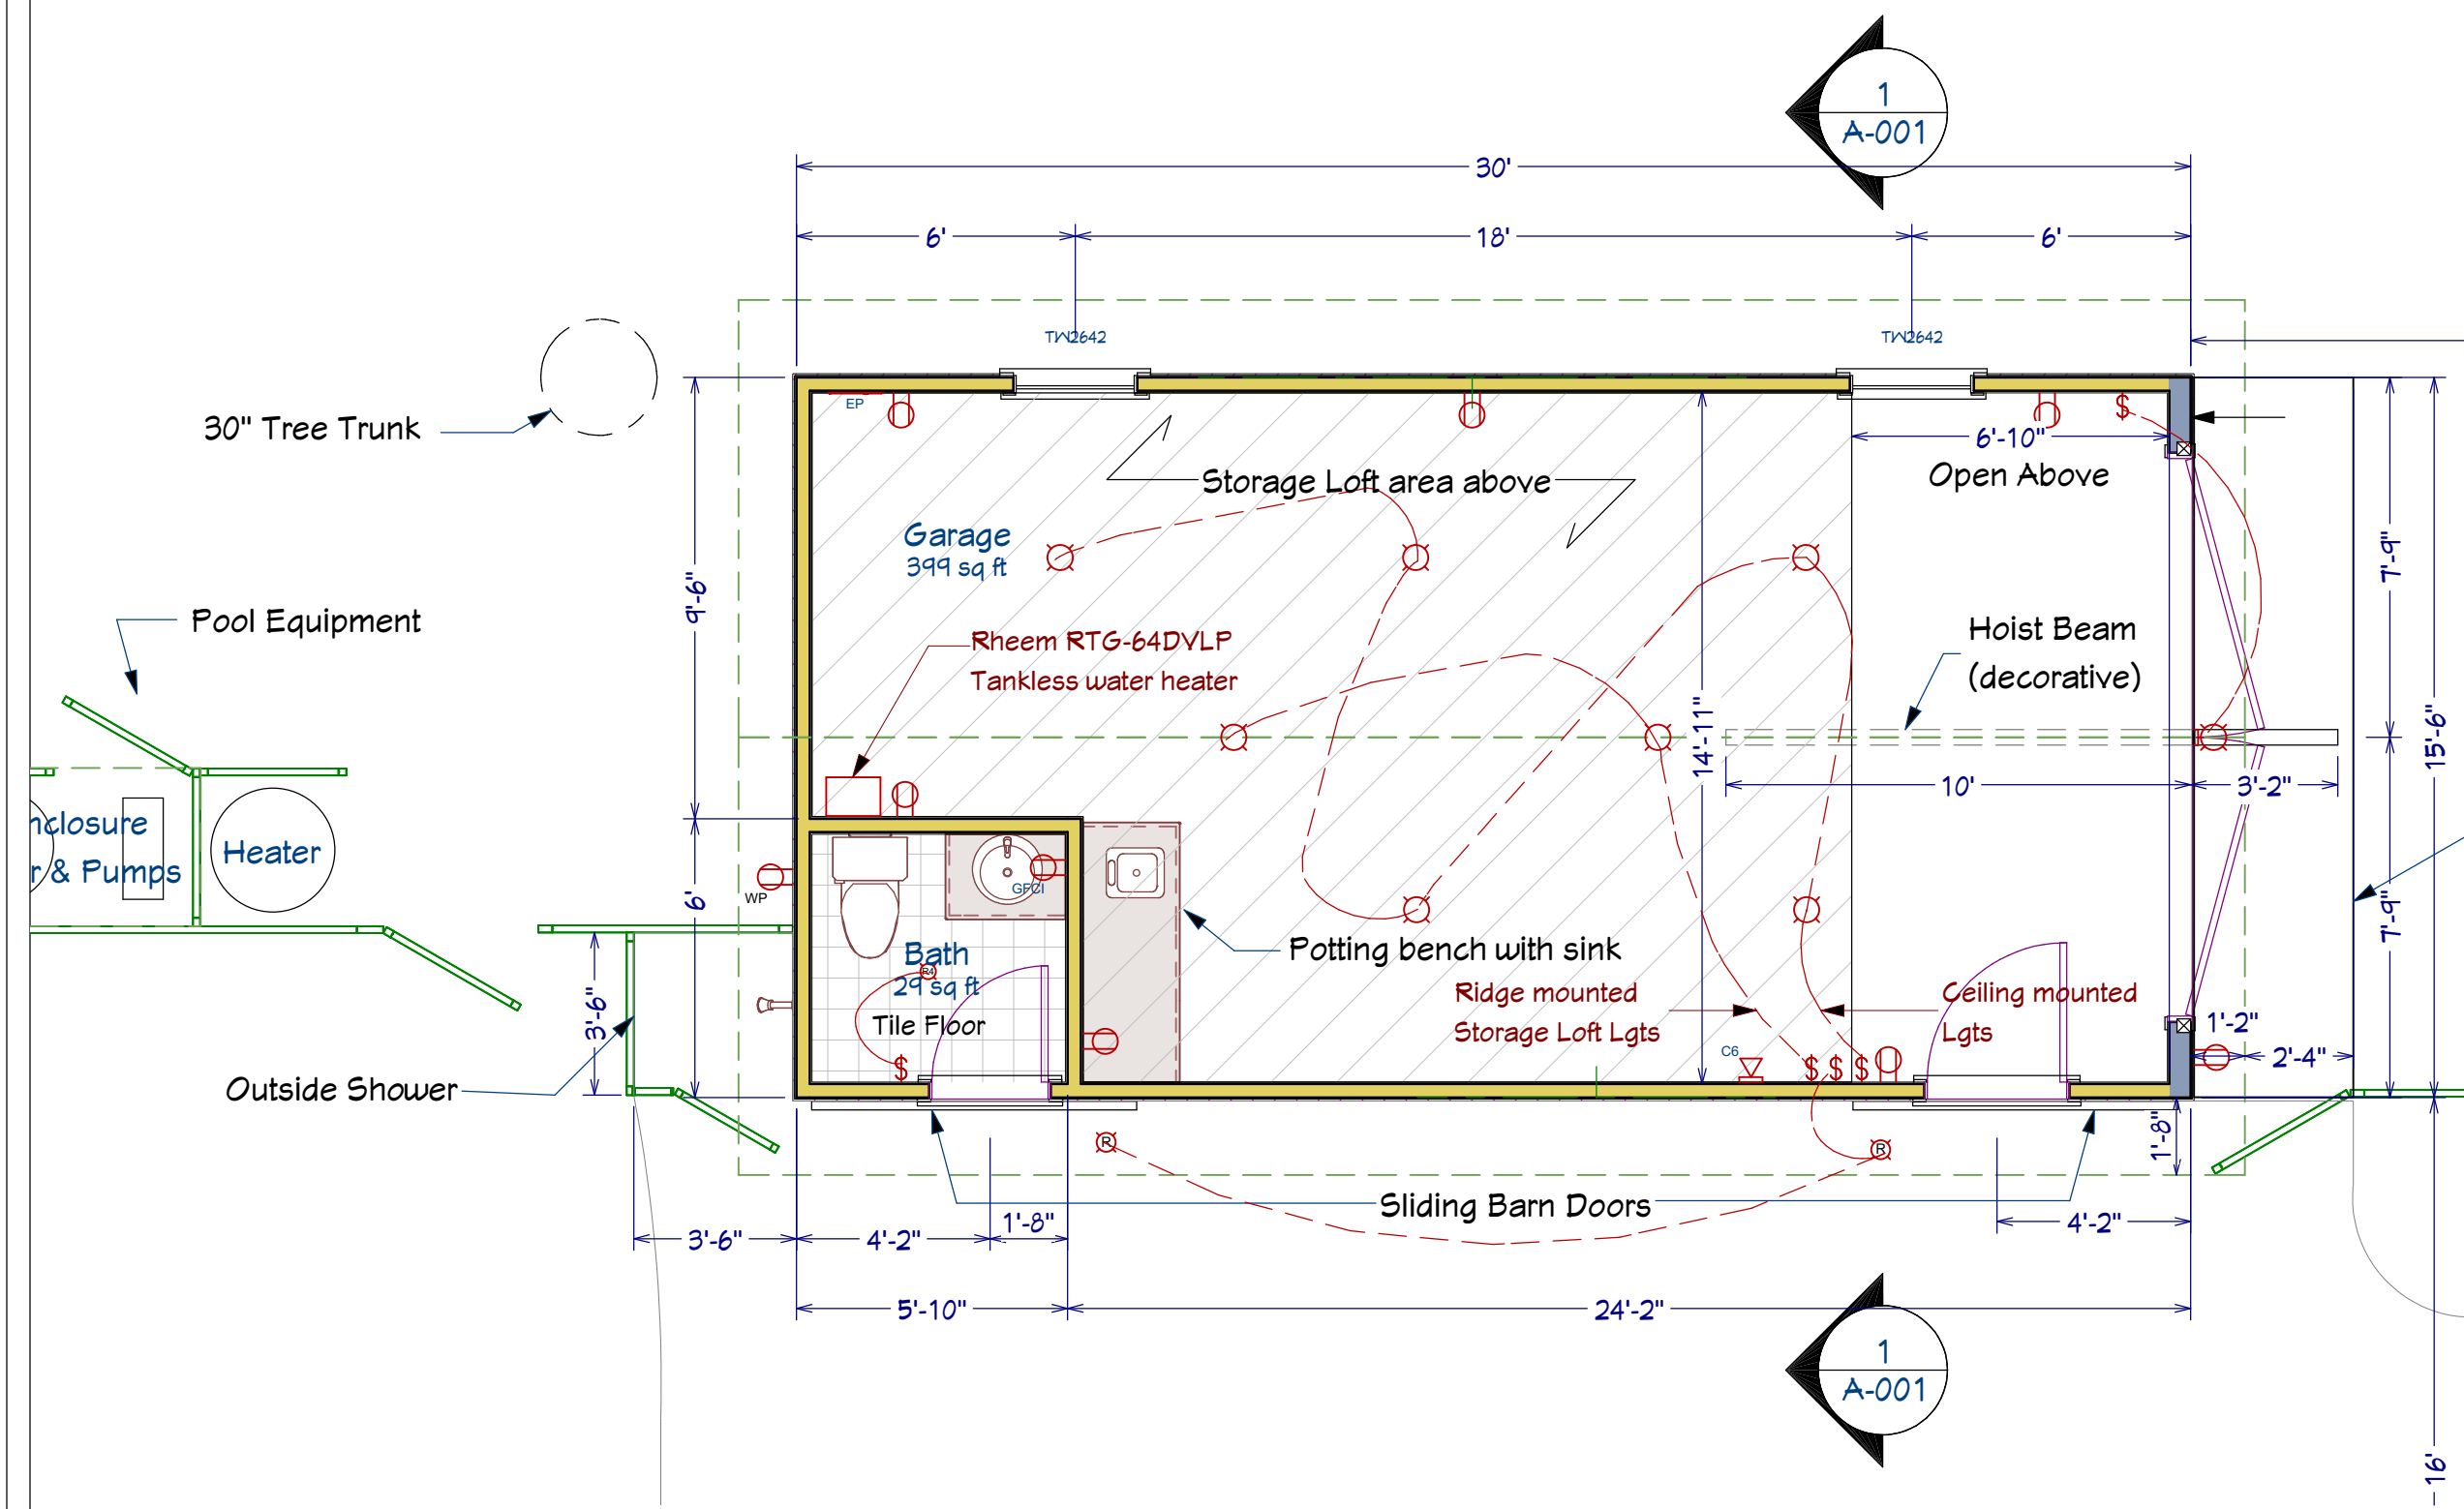 1
A-001
30'
6'
18'
6'
TW2642
TW2642
30" Tree Trunk
EP
$
6'-10"
Open Above
Storage Loft area above
Garage
399 sq ft
9'-6"
7'-9"
Pool Equipment
Rheem RTG-64DVLP
Tankless water heater
Hoist Beam
(decorative)
14'-11"
15'-6"
10'
3'-2"
nclosure
r & Pumps
Heater
GFCI
WP
6'
7'-9"
Potting bench with sink
Bath
R4
29 sq ft
Tile Floor
Ridge mounted
Storage Loft Lgts
Ceiling mounted
Lgts
3'-6"
1'-2"
2'-4"
C6
$
$ $ $
Outside Shower
R
R
1'-8"
Sliding Barn Doors
3'-6"
4'-2"
1'-8"
4'-2"
5'-10"
24'-2"
1
A-001
16'